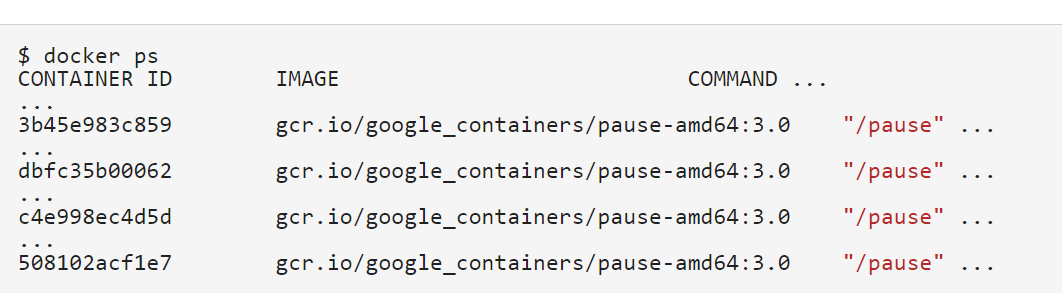 $ docker ps
CONTAINER ID IMAGE COMMAND ...
...
3b45e983c859 gcr.io/google_containers/pause-amd64:3.0 "/pause" ...
...
dbfc35b00062 gcr.io/google_containers/pause-amd64:3.0 "/pause" ...
...
c4e998ec4d5d gcr.io/google_containers/pause-amd64:3.0 "/pause" ...
...
508102acf1e7 gcr.io/google_containers/pause-amd64:3.0 "/pause" ...